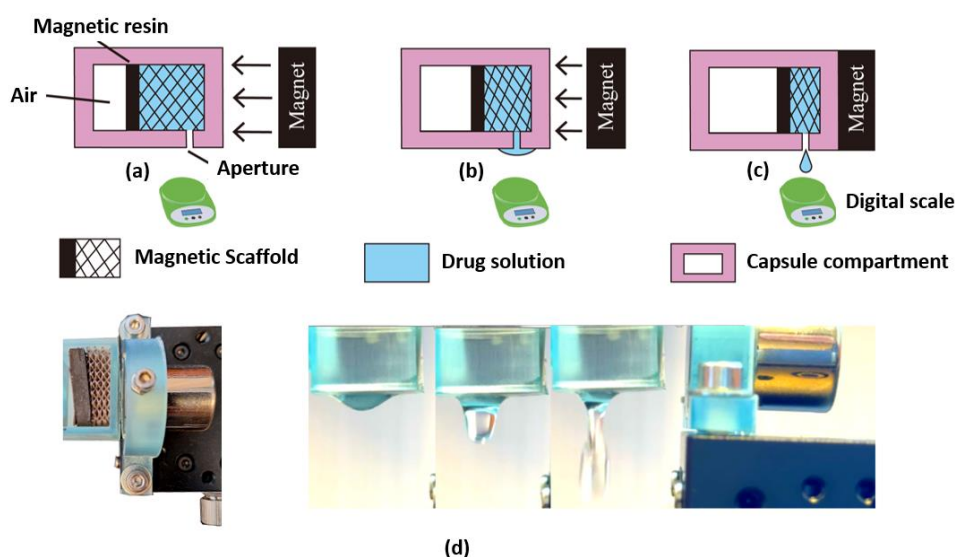 Magnetic resin
Air
Magnet
Magnet
Magnet
(a)
Aperture
(b)
(c)
Digital scale
Magnetic Scaffold
Drug solution
Capsule compartment
(d)